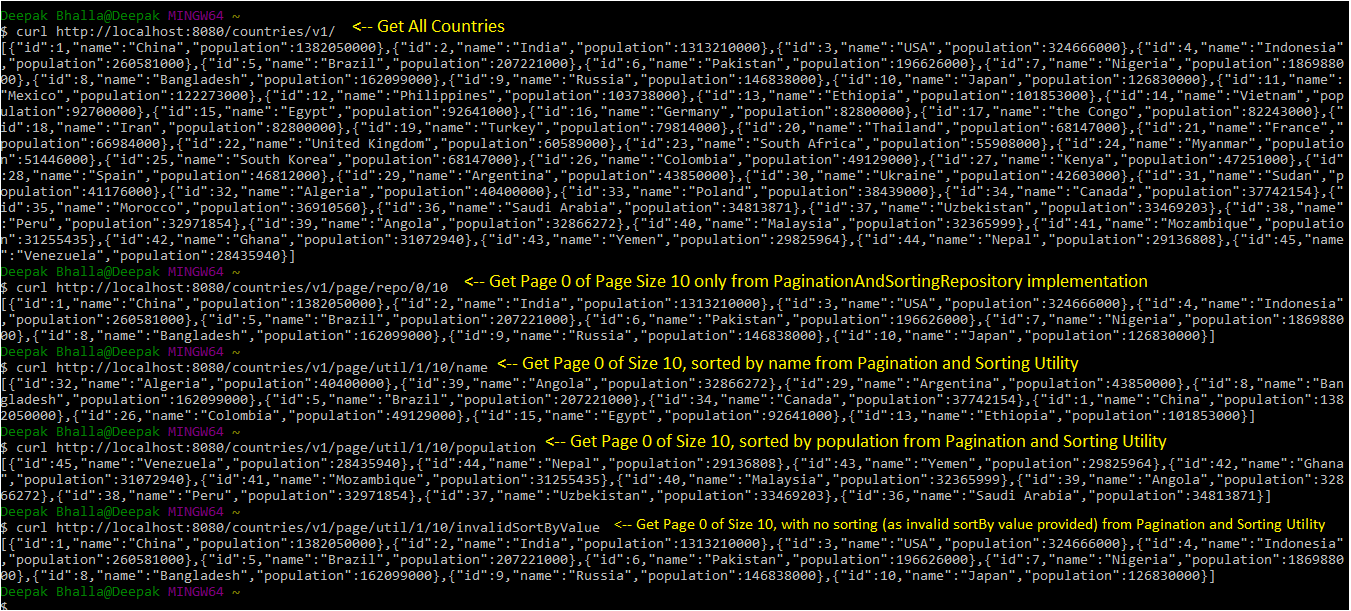 Deepak Bhalla@Deepak MINGW64 ~
$ curl http://localhost:8080/countries/v1/ <-- Get All Countries
[{"id":1,"name":"China","population":1382050000},{"id":2,"name":"India","population":1313210000},{"id":3,"name":"USA","population":324666000},{"id":4,"name":"Indonesia"
,"population":260581000},{"id":5,"name":"Brazil","population":207221000},{"id":6,"name":"Pakistan","population":196626000},{"id":7,"name":"Nigeria","population":1869880
00},{"id":8,"name":"Bangladesh","population":162099000},{"id":9,"name":"Russia","population":146838000},{"id":10,"name":"Japan","population":126830000},{"id":11,"name":
"Mexico","population":122273000},{"id":12,"name":"Philippines","population":103738000},{"id":13,"name":"Ethiopia","population":101853000},{"id":14,"name":"Vietnam","pop
ulation":92700000},{"id":15,"name":"Egypt","population":92641000},{"id":16,"name":"Germany","population":82800000},{"id":17,"name":"the Congo","population":82243000},{"
id":18,"name":"Iran","population":82800000},{"id":19,"name":"Turkey","population":79814000},{"id":20,"name":"Thailand","population":68147000},{"id":21,"name":"France","
population":66984000},{"id":22,"name":"United Kingdom","population":60589000},{"id":23,"name":"South Africa","population":55908000},{"id":24,"name":"Myanmar","populatio
n":51446000},{"id":25,"name":"South Korea","population":68147000},{"id":26,"name":"Colombia","population":49129000},{"id":27,"name":"Kenya","population":47251000},{"id"
:28,"name":"Spain","population":46812000},{"id":29,"name":"Argentina","population":43850000},{"id":30,"name":"Ukraine","population":42603000},{"id":31,"name":"Sudan","p
opulation":41176000},{"id":32,"name":"Algeria","population":40400000},{"id":33,"name":"Poland","population":38439000},{"id":34,"name":"Canada","population":37742154},{"
id":35,"name":"Morocco","population":36910560},{"id":36,"name":"Saudi Arabia","population":34813871},{"id":37,"name":"Uzbekistan","population":33469203},{"id":38,"name"
:"Peru","population":32971854},{"id":39,"name":"Angola","population":32866272},{"id":40,"name":"Malaysia","population":32365999},{"id":41,"name":"Mozambique","populatio
n":31255435},{"id":42,"name":"Ghana","population":31072940},{"id":43,"name":"Yemen","population":29825964},{"id":44,"name":"Nepal","population":29136808},{"id":45,"name
":"Venezuela","population":28435940}]
Deepak Bhalla@Deepak MINGW64 ~
$ curl http://localhost:8080/countries/v1/page/repo/0/10 <-- Get Page 0 of Page Size 10 only from PaginationAndSortingRepository implementation
[{"id":1,"name":"China","population":1382050000},{"id":2,"name":"India","population":1313210000},{"id":3,"name":"USA","population":324666000},{"id":4,"name":"Indonesia"
,"population":260581000},{"id":5,"name":"Brazil","population":207221000},{"id":6,"name":"Pakistan","population":196626000},{"id":7,"name":"Nigeria","population":1869880
00},{"id":8,"name":"Bangladesh","population":162099000},{"id":9,"name":"Russia","population":146838000},{"id":10,"name":"Japan","population":126830000}]
Deepak Bhalla@Deepak MINGW64 ~
$ curl http://localhost:8080/countries/v1/page/util/1/10/name <-- Get Page 0 of Size 10, sorted by name from Pagination and Sorting Utility
[{"id":32,"name":"Algeria","population":40400000},{"id":39,"name":"Angola","population":32866272},{"id":29,"name":"Argentina","population":43850000},{"id":8,"name":"Ban
gladesh","population":162099000},{"id":5,"name":"Brazil","population":207221000},{"id":34,"name":"Canada","population":37742154},{"id":1,"name":"China","population":138
2050000},{"id":26,"name":"Colombia","population":49129000},{"id":15,"name":"Egypt","population":92641000},{"id":13,"name":"Ethiopia","population":101853000}]
Deepak Bhalla@Deepak MINGW64 ~
$ curl http://localhost:8080/countries/v1/page/util/1/10/population <-- Get Page 0 of Size 10, sorted by population from Pagination and Sorting Utility
[{"id":45,"name":"Venezuela","population":28435940},{"id":44,"name":"Nepal","population":29136808},{"id":43,"name":"Yemen","population":29825964},{"id":42,"name":"Ghana
","population":31072940},{"id":41,"name":"Mozambique","population":31255435},{"id":40,"name":"Malaysia","population":32365999},{"id":39,"name":"Angola","population":328
66272},{"id":38,"name":"Peru","population":32971854},{"id":37,"name":"Uzbekistan","population":33469203},{"id":36,"name":"Saudi Arabia","population":34813871}]
Deepak Bhalla@Deepak MINGW64 ~
$ curl http://localhost:8080/countries/v1/page/util/1/10/invalidSortByValue <-- Get Page 0 of Size 10, with no sorting (as invalid sortBy value provided) from Pagination and Sorting Utility
[{"id":1,"name":"China","population":1382050000},{"id":2,"name":"India","population":1313210000},{"id":3,"name":"USA","population":324666000},{"id":4,"name":"Indonesia"
,"population":260581000},{"id":5,"name":"Brazil","population":207221000},{"id":6,"name":"Pakistan","population":196626000},{"id":7,"name":"Nigeria","population":1869880
00},{"id":8,"name":"Bangladesh","population":162099000},{"id":9,"name":"Russia","population":146838000},{"id":10,"name":"Japan","population":126830000}]
Deepak Bhalla@Deepak MINGW64 ~
$